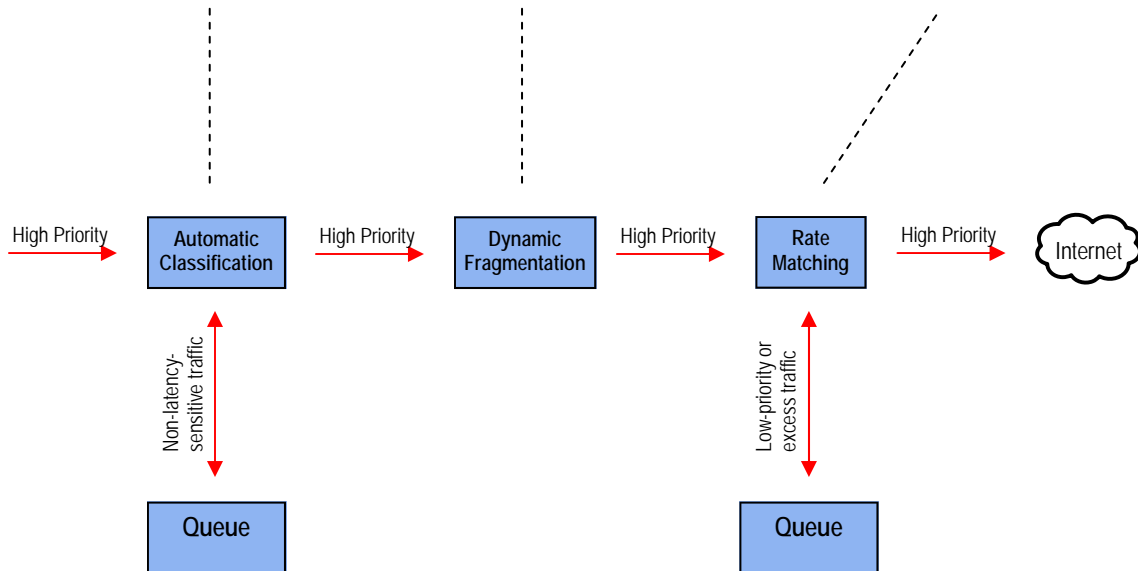 High Priority
Automatic
Classification
High Priority
Dynamic
Fragmentation
High Priority
Rate
Matching
High Priority
Internet
Non-latency-
sensitive traffic
Low-priority or
excess traffic
Queue
Queue